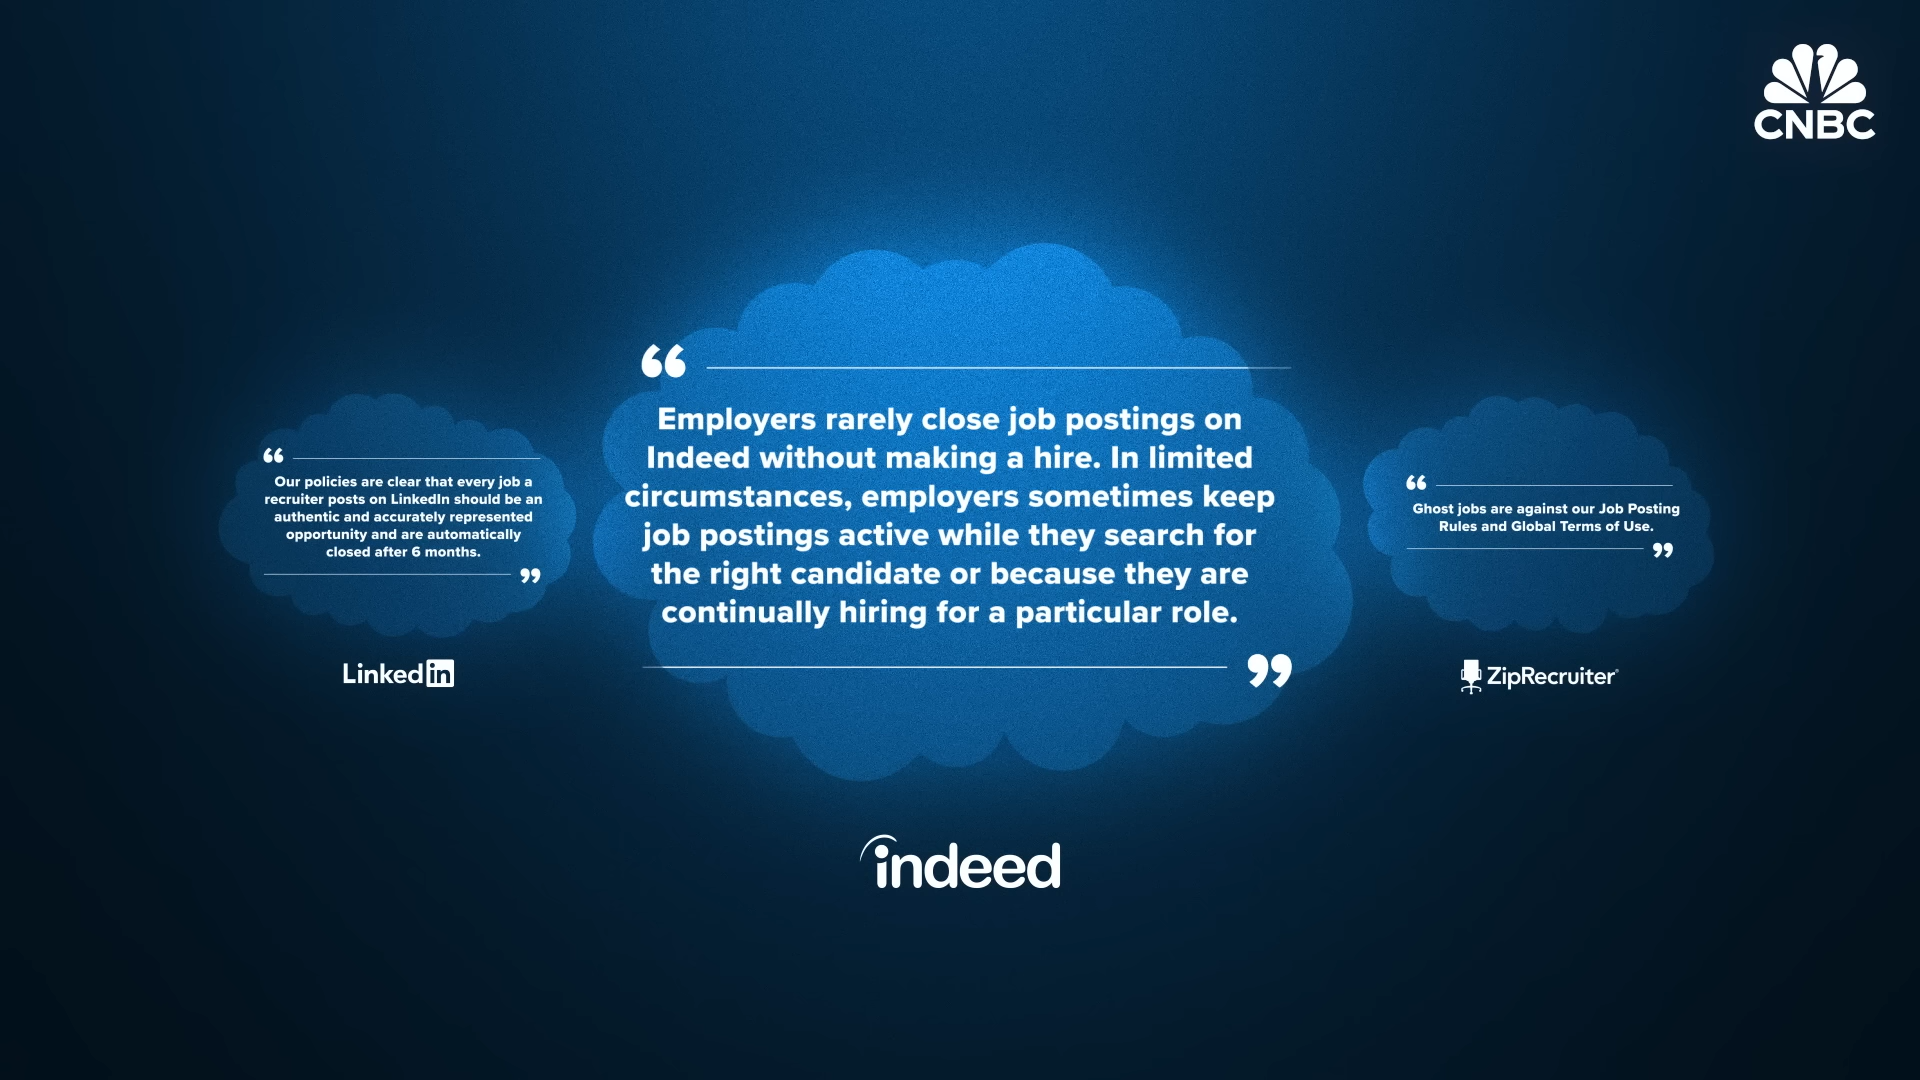 CNBC
“
Our policies are clear that every job a
recruiter posts on LinkedIn should be an
authentic and accurately represented
opportunity and are automatically
closed after 6 months.
”
LinkedIn
“
Employers rarely close job postings on
Indeed without making a hire. In limited
circumstances, employers sometimes keep
job postings active while they search for
the right candidate or because they are
continually hiring for a particular role.
”
indeed
“
Ghost jobs are against our Job Posting
Rules and Global Terms of Use.
”
ZipRecruiter